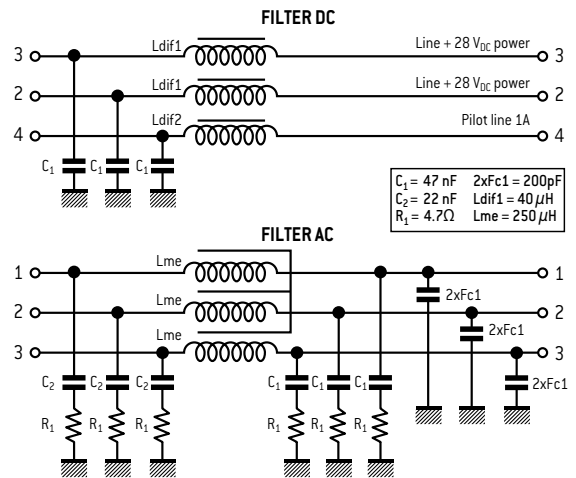 FILTER DC
3 Ldif1 Line + 28 V_DC power 3
2 Ldif1 Line + 28 V_DC power 2
4 Ldif2 Pilot line 1A 4
C₁ C₁ C₁
C₁ = 47 nF 2xFc1 = 200pF
C₂ = 22 nF Ldif1 = 40 μH
R₁ = 4.7Ω Lme = 250 μH
FILTER AC
1 Lme 1
2xFc1
2 Lme 2
2xFc1
3 Lme 3
C₂ C₂ C₂ C₁ C₁ C₁ 2xFc1
R₁ R₁ R₁ R₁ R₁ R₁